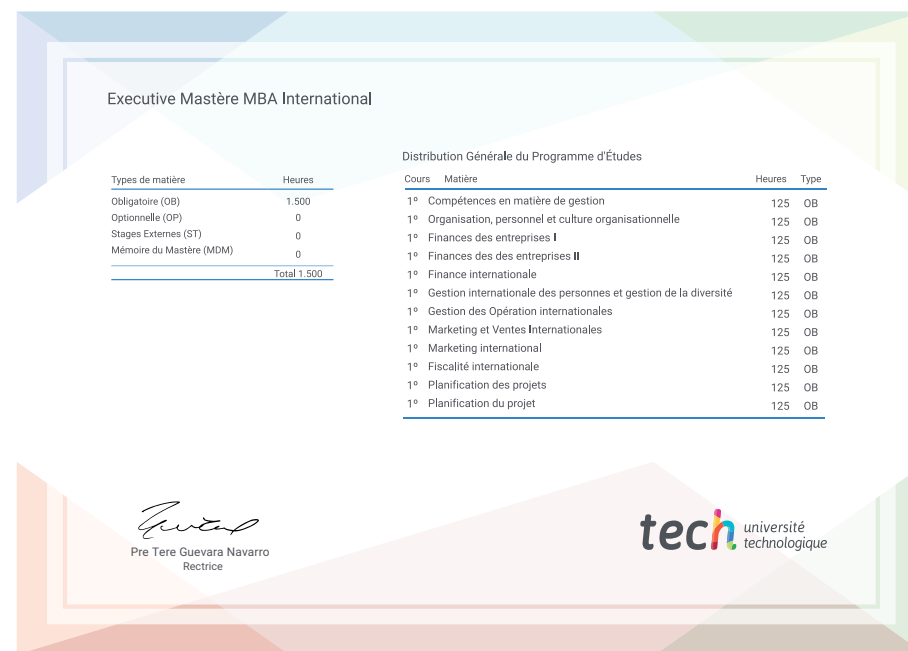 Executive Mastère MBA International
Types de matière Heures
Obligatoire (OB) 1.500
Optionnelle (OP) 0
Stages Externes (ST) 0
Mémoire du Mastère (MDM) 0
Total 1.500
Distribution Générale du Programme d'Études
Cours Matière Heures Type
1º Compétences en matière de gestion 125 OB
1º Organisation, personnel et culture organisationnelle 125 OB
1º Finances des entreprises I 125 OB
1º Finances des des entreprises II 125 OB
1º Finance internationale 125 OB
1º Gestion internationale des personnes et gestion de la diversité 125 OB
1º Gestion des Opération internationales 125 OB
1º Marketing et Ventes Internationales 125 OB
1º Marketing international 125 OB
1º Fiscalité internationale 125 OB
1º Planification des projets 125 OB
1º Planification du projet 125 OB
Pre Tere Guevara Navarro
Rectrice
tech université
technologique